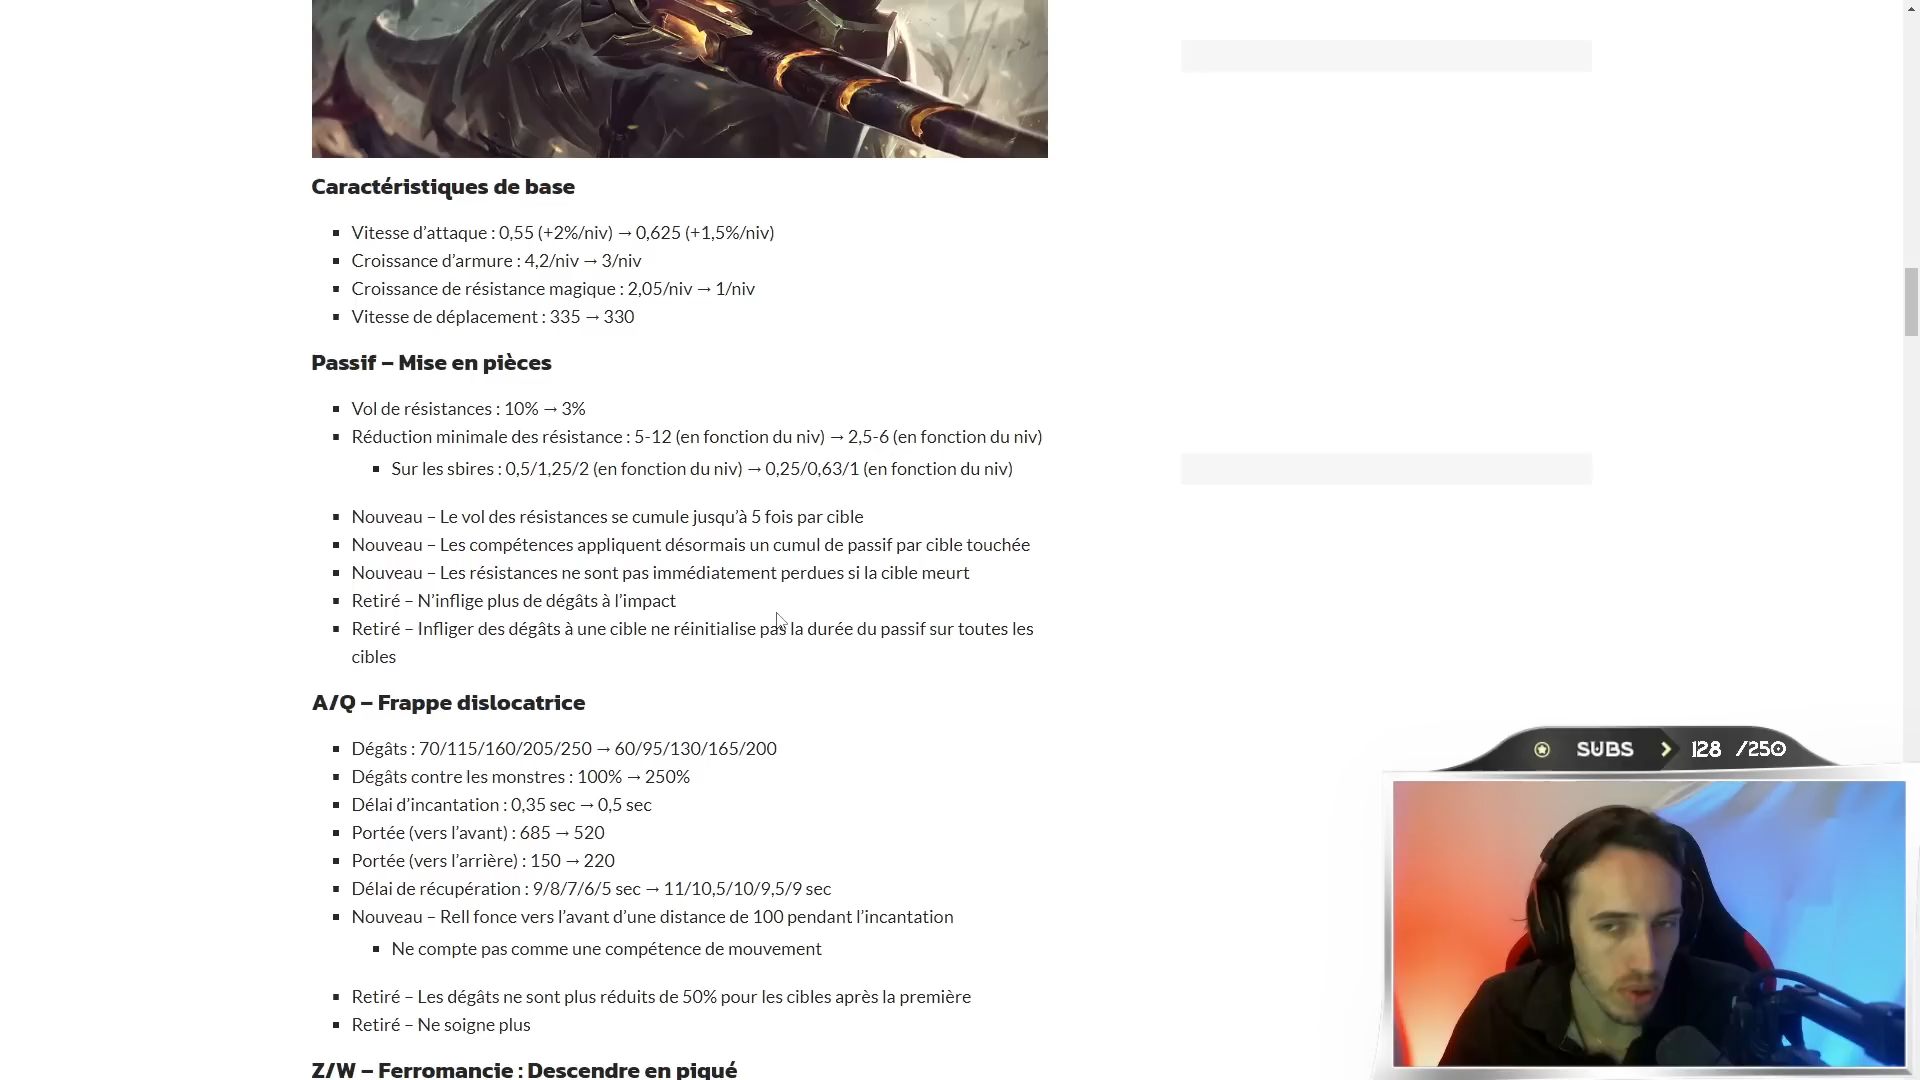 Caractéristiques de base
Vitesse d’attaque : 0,55 (+2%/niv) → 0,625 (+1,5%/niv)
Croissance d’armure : 4,2/niv → 3/niv
Croissance de résistance magique : 2,05/niv → 1/niv
Vitesse de déplacement : 335 → 330
Passif – Mise en pièces
Vol de résistances : 10% → 3%
Réduction minimale des résistance : 5-12 (en fonction du niv) → 2,5-6 (en fonction du niv)
Sur les sbires : 0,5/1,25/2 (en fonction du niv) → 0,25/0,63/1 (en fonction du niv)
Nouveau – Le vol des résistances se cumule jusqu’à 5 fois par cible
Nouveau – Les compétences appliquent désormais un cumul de passif par cible touchée
Nouveau – Les résistances ne sont pas immédiatement perdues si la cible meurt
Retiré – N’inflige plus de dégâts à l’impact
Retiré – Infliger des dégâts à une cible ne réinitialise pas la durée du passif sur toutes les
cibles
A/Q – Frappe dislocatrice
Dégâts : 70/115/160/205/250 → 60/95/130/165/200
Dégâts contre les monstres : 100% → 250%
Délai d’incantation : 0,35 sec → 0,5 sec
Portée (vers l’avant) : 685 → 520
Portée (vers l’arrière) : 150 → 220
Délai de récupération : 9/8/7/6/5 sec → 11/10,5/10/9,5/9 sec
Nouveau – Rell fonce vers l’avant d’une distance de 100 pendant l’incantation
Ne compte pas comme une compétence de mouvement
Retiré – Les dégâts ne sont plus réduits de 50% pour les cibles après la première
Retiré – Ne soigne plus
Z/W – Ferromancie : Descendre en piqué
SUBS 128 /250